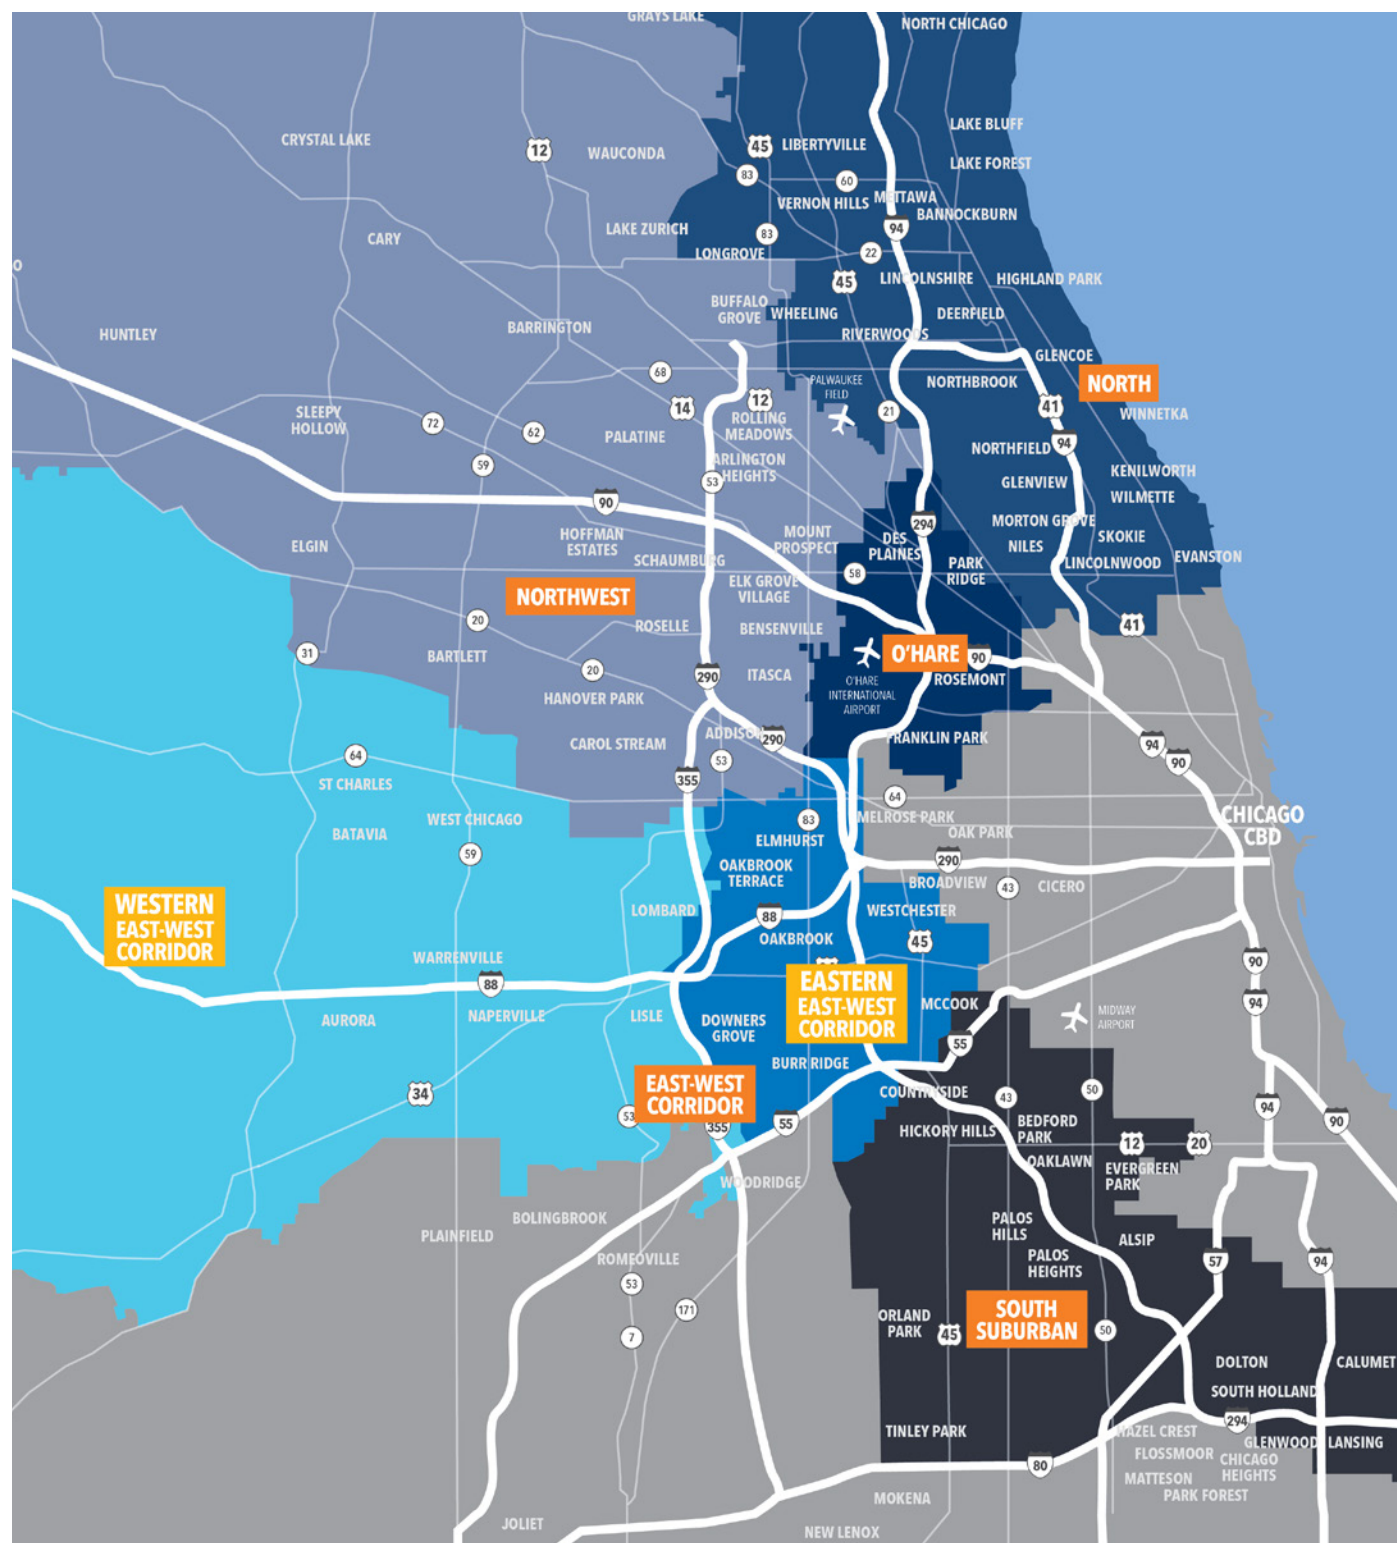 GRAYS LAKE
NORTH CHICAGO
LAKE BLUFF
CRYSTAL LAKE
12
WAUCONDA
45
LIBERTYVILLE
LAKE FOREST
83
60
VERNON HILLS
METTAWA
BANNOCKBURN
LAKE ZURICH
83
94
CARY
LONGROVE
22
O
45
LINCOLNSHIRE
HIGHLAND PARK
BUFFALO
GROVE
WHEELING
DEERFIELD
HUNTLEY
BARRINGTON
RIVERWOODS
GLENCOE
68
PALWAUKEE
FIELD
NORTHBROOK
NORTH
14
12
21
41
WINNETKA
SLEEPY
HOLLOW
72
62
PALATINE
ROLLING
MEADOWS
94
NORTHFIELD
59
ARLINGTON
HEIGHTS
KENILWORTH
53
GLENVIEW
WILMETTE
90
294
MORTON GROVE
SKOKIE
ELGIN
HOFFMAN
ESTATES
MOUNT
PROSPECT
DES
PLAINES
NILES
EVANSTON
SCHAUMBURG
PARK
RIDGE
LINCOLNWOOD
58
ELK GROVE
VILLAGE
NORTHWEST
20
ROSELLE
BENSENVILLE
41
31
BARTLETT
O'HARE
90
20
290
ITASCA
O'HARE
INTERNATIONAL
AIRPORT
ROSEMONT
HANOVER PARK
ADDISON
290
CAROL STREAM
FRANKLIN PARK
94
64
53
90
ST CHARLES
355
64
WEST CHICAGO
83
MELROSE PARK
CHICAGO
CBD
BATAVIA
ELMHURST
OAK PARK
59
OAKBROOK
TERRACE
290
BROADVIEW
43
CICERO
WESTERN
EAST-WEST
CORRIDOR
LOMBARD
88
WESTCHESTER
OAKBROOK
45
WARRENVILLE
90
88
EASTERN
EAST-WEST
CORRIDOR
94
MCCOOK
AURORA
NAPERVILLE
LISLE
DOWNERS
GROVE
MIDWAY
AIRPORT
55
BURR RIDGE
34
EAST-WEST
CORRIDOR
COUNTRYSIDE
43
50
94
53
355
55
HICKORY HILLS
BEDFORD
PARK
90
12
20
OAKLAWN
EVERGREEN
PARK
WOODRIDGE
BOLINGBROOK
PALOS
HILLS
PLAINFIELD
ALSIP
ROMEOVILLE
PALOS
HEIGHTS
57
94
53
171
ORLAND
PARK
SOUTH
SUBURBAN
7
45
50
DOLTON
CALUMET
SOUTH HOLLAND
294
TINLEY PARK
HAZEL CREST
GLENWOOD
LANSING
FLOSSMOOR
80
CHICAGO
HEIGHTS
MATTESON
PARK FOREST
MOKENA
JOLIET
NEW LENOX